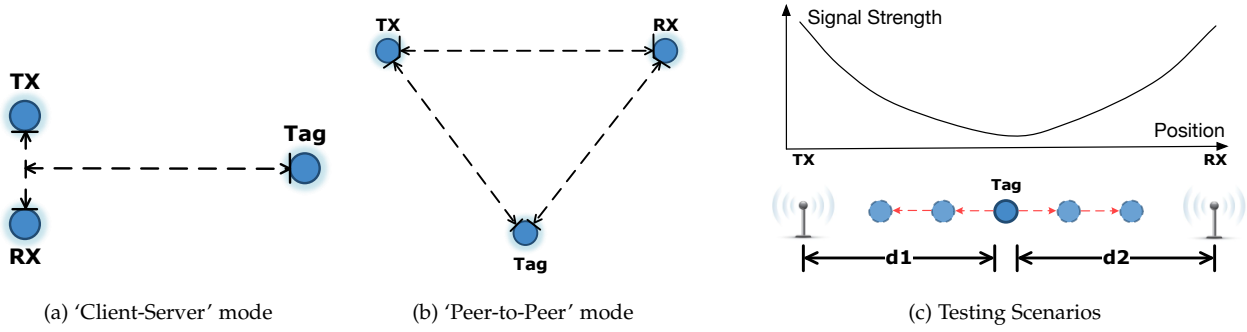 TX
Tag
RX
(a) ‘Client-Server’ mode
TX
RX
Tag
(b) ‘Peer-to-Peer’ mode
Signal Strength
Position
TX
RX
Tag
d1
d2
(c) Testing Scenarios